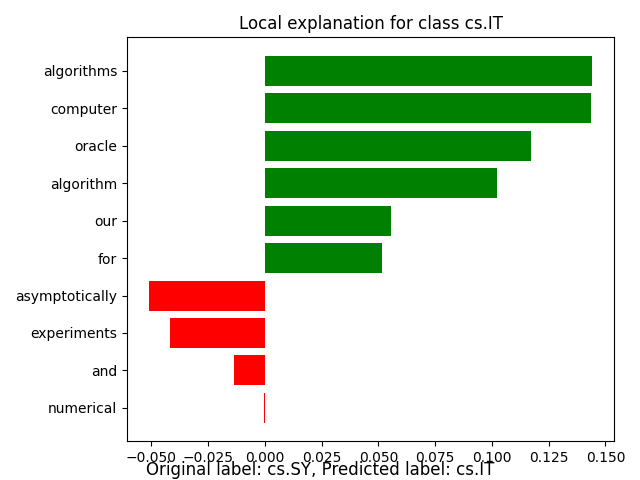 Local explanation for class cs.IT
algorithms
computer
oracle
algorithm
our
for
asymptotically
experiments
and
numerical
−0.050 −0.025 0.000 0.025 0.050 0.075 0.100 0.125 0.150
Original label: cs.SY, Predicted label: cs.IT